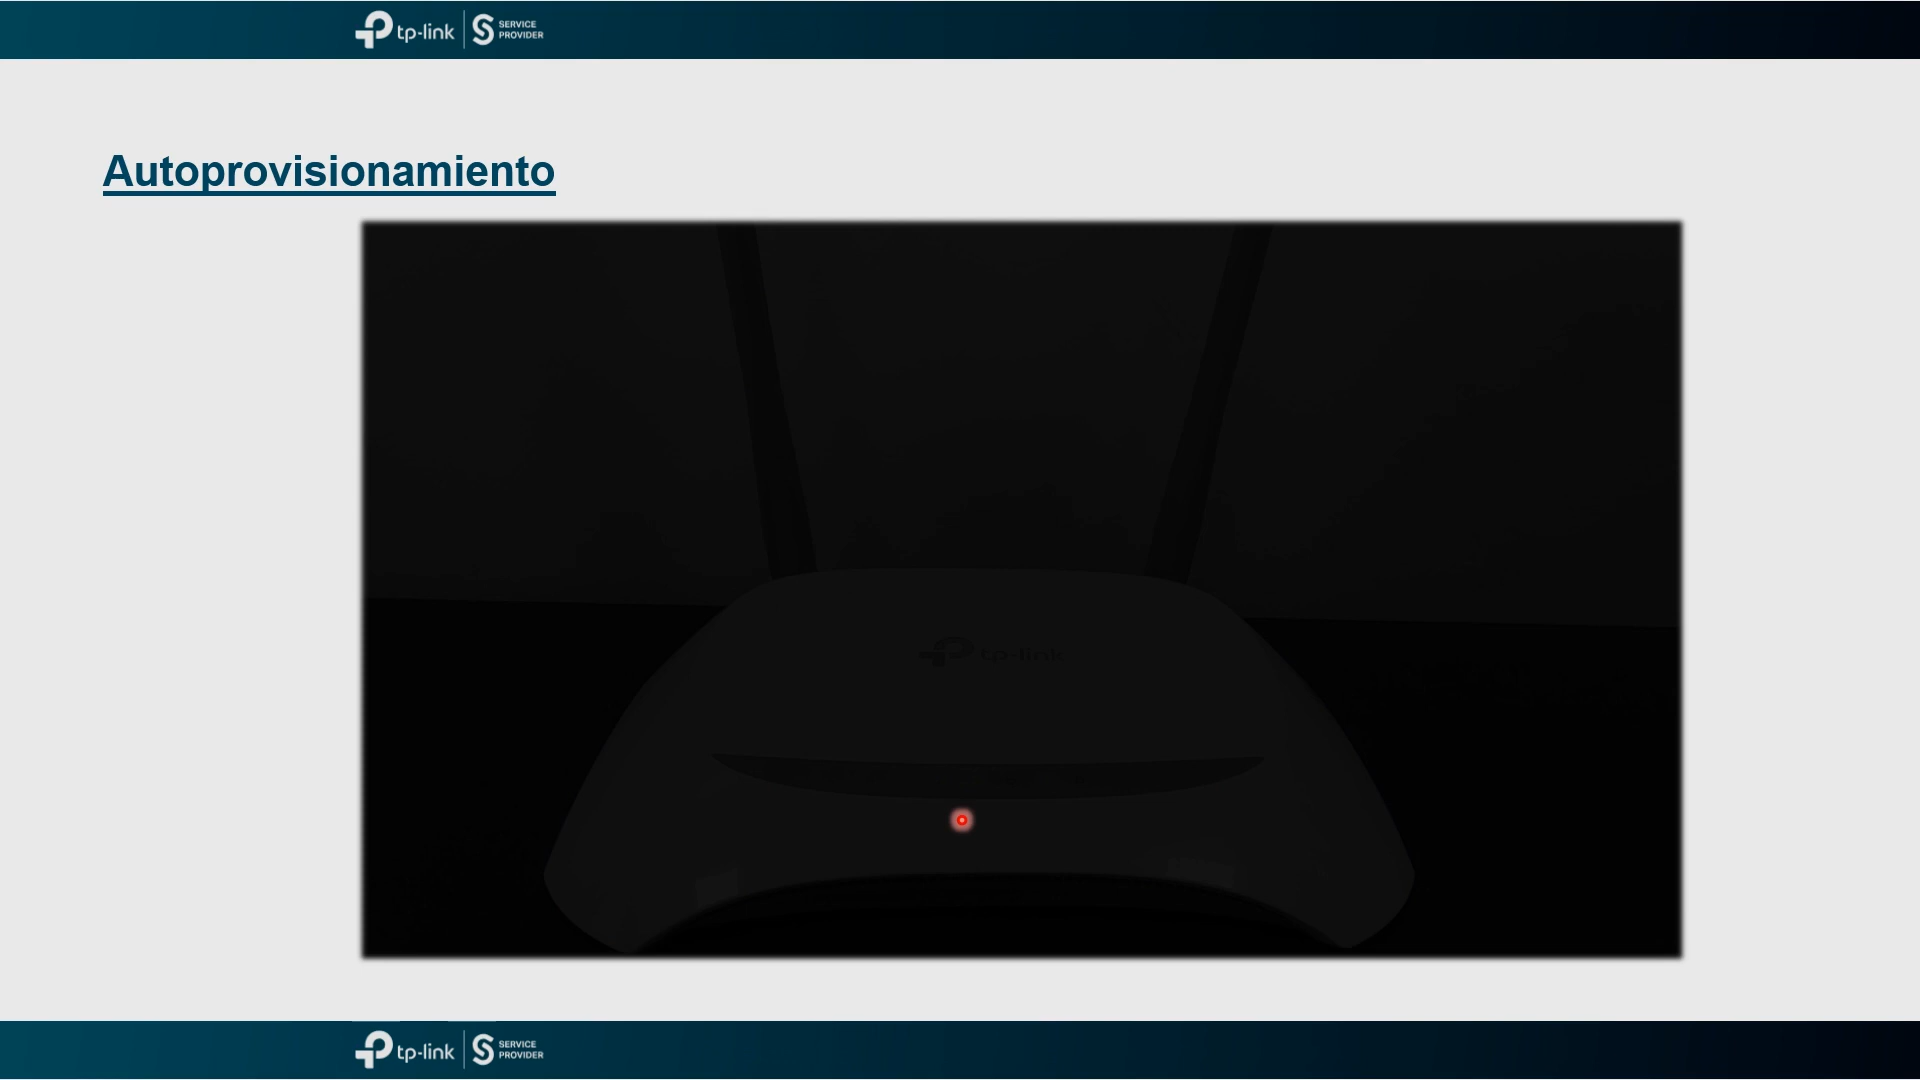 tp-link
SERVICE
PROVIDER
Autoprovisionamiento
tp-link
tp-link
SERVICE
PROVIDER